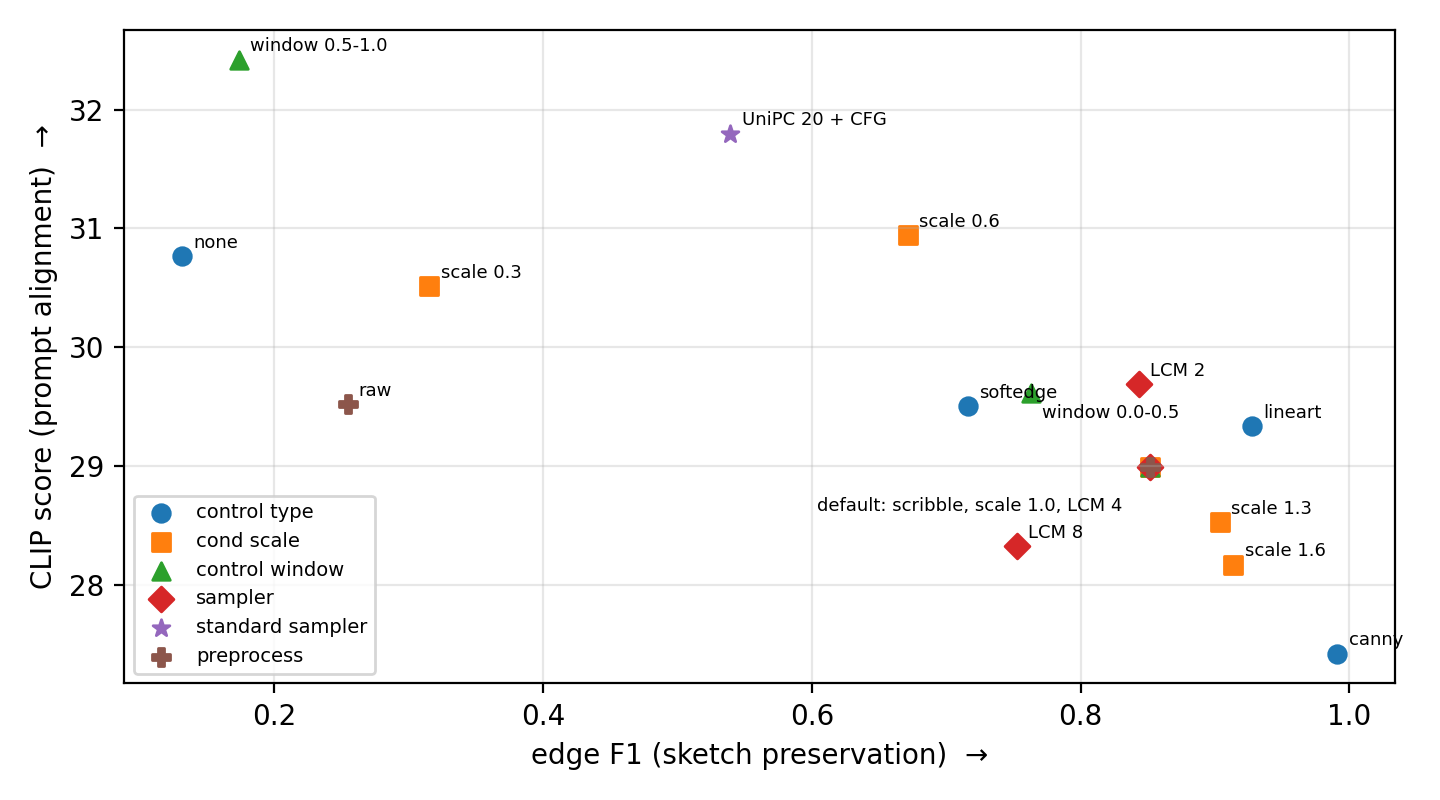 window 0.5-1.0
UniPC 20 + CFG
none
scale 0.6
scale 0.3
raw
LCM 2
softedge
window 0.0-0.5
lineart
default: scribble, scale 1.0, LCM 4
scale 1.3
LCM 8
scale 1.6
canny
control type
cond scale
control window
sampler
standard sampler
preprocess
32
31
30
29
28
CLIP score (prompt alignment) →
0.2 0.4 0.6 0.8 1.0
edge F1 (sketch preservation) →